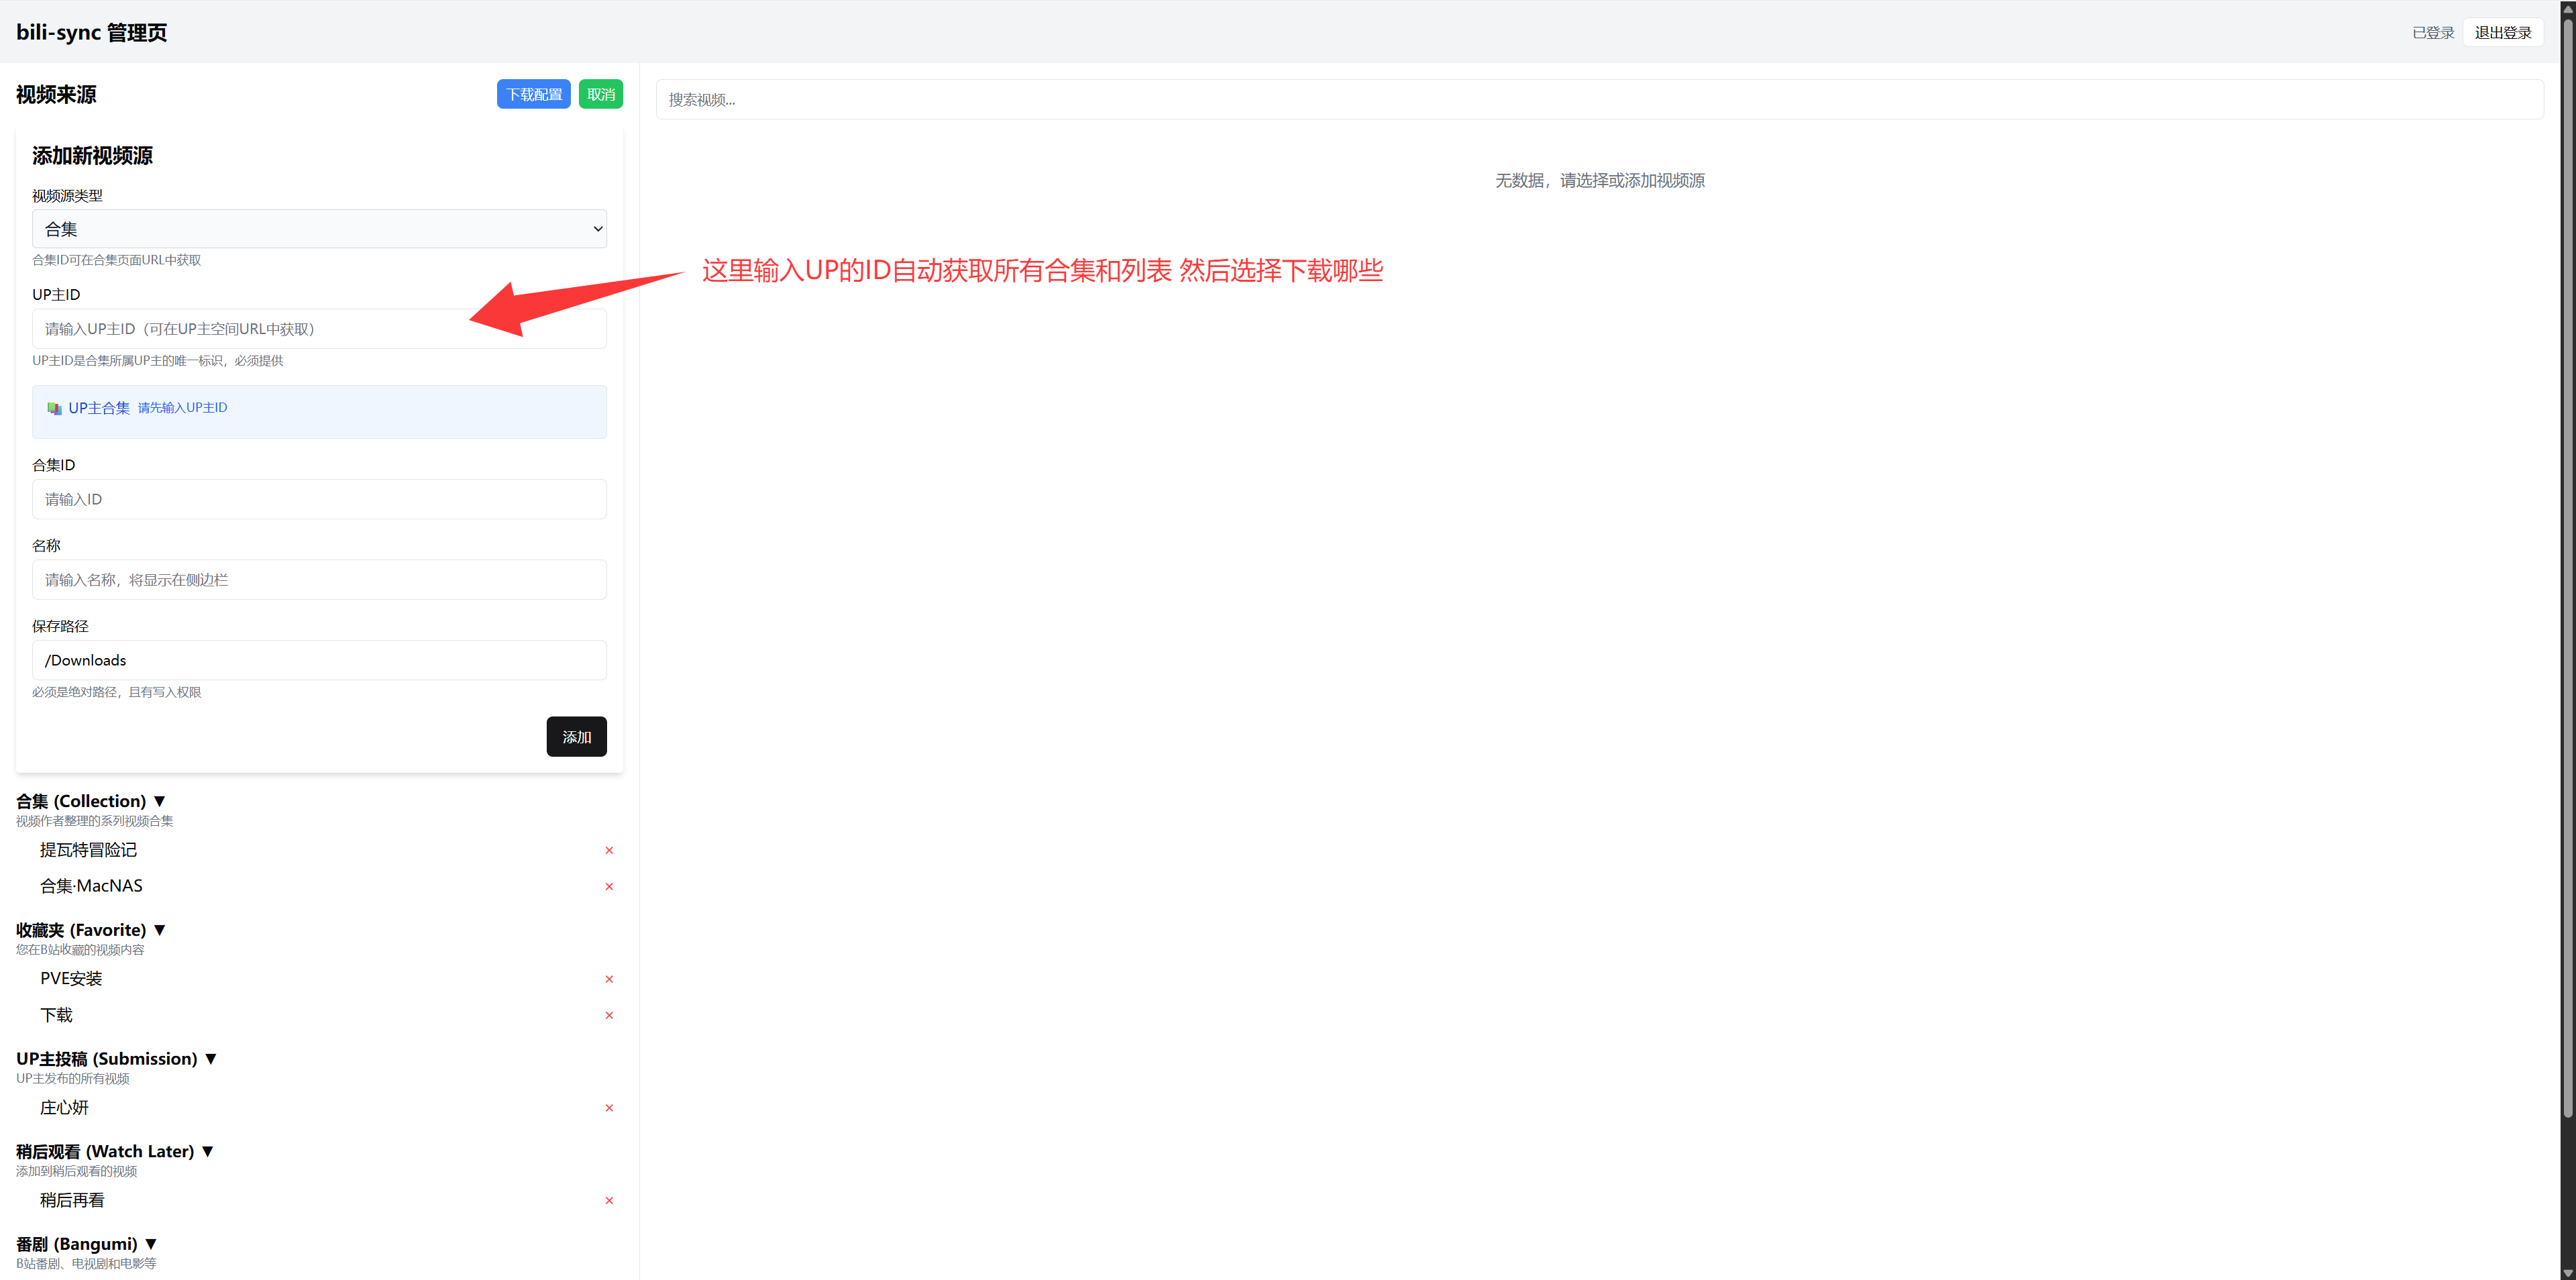 bili-sync 管理页
已登录
退出登录
视频来源
下载配置
取消
搜索视频...
添加新视频源
无数据，请选择或添加视频源
视频源类型
合集
合集ID可在合集页面URL中获取
这里输入UP的ID自动获取所有合集和列表 然后选择下载哪些
UP主ID
请输入UP主ID（可在UP主空间URL中获取）
UP主ID是合集所属UP主的唯一标识，必须提供
UP主合集 请先输入UP主ID
合集ID
请输入ID
名称
请输入名称，将显示在侧边栏
保存路径
/Downloads
必须是绝对路径，且有写入权限
添加
合集 (Collection) ▼
视频作者整理的系列视频合集
提瓦特冒险记 ×
合集·MacNAS ×
收藏夹 (Favorite) ▼
您在B站收藏的视频内容
PVE安装 ×
下载 ×
UP主投稿 (Submission) ▼
UP主发布的所有视频
庄心妍 ×
稍后观看 (Watch Later) ▼
添加到稍后观看的视频
稍后再看 ×
番剧 (Bangumi) ▼
B站番剧、电视剧和电影等